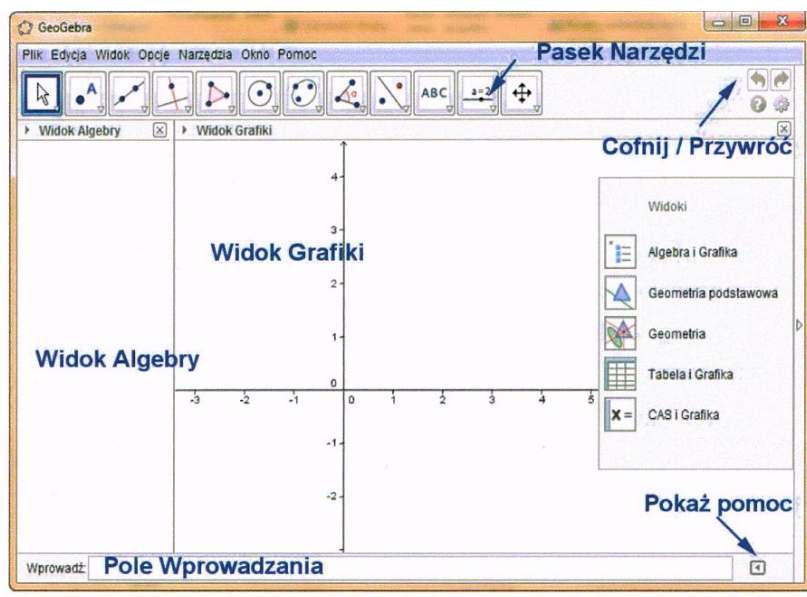 GeoGebra
Plik Edycja Widok Opcje Narzędzia Okno Pomoc
Pasek Narzędzi
A
α
ABC
a=2
Widok Algebry
Widok Grafiki
Cofnij / Przywróć
Widoki
Algebra i Grafika
Geometria podstawowa
Geometria
Tabela i Grafika
x =
CAS i Grafika
Widok Grafiki
Widok Algebry
4
3
2
1
0
-3 -2 -1 0 1 2 3 4 5
-1
-2
Pokaż pomoc
Wprowadź:
Pole Wprowadzania